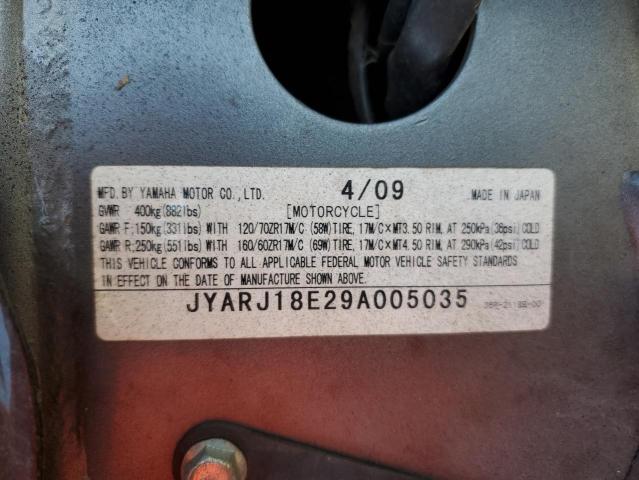 MFD. BY YAMAHA MOTOR CO., LTD. 4/09 MADE IN JAPAN
GVWR 400kg(882lbs) [MOTORCYCLE]
GAWR F; 150kg(331lbs) WITH 120/70ZR17M/C (58W)TIRE, 17M/C×MT3.50 RIM, AT 250kPa(36psi) COLD
GAWR R; 250kg(551lbs) WITH 160/60ZR17M/C (69W)TIRE, 17M/C×MT4.50 RIM, AT 290kPa(42psi) COLD
THIS VEHICLE CONFORMS TO ALL APPLICABLE FEDERAL MOTOR VEHICLE SAFETY STANDARDS
IN EFFECT ON THE DATE OF MANUFACTURE SHOWN ABOVE.
JYARJ18E29A005035